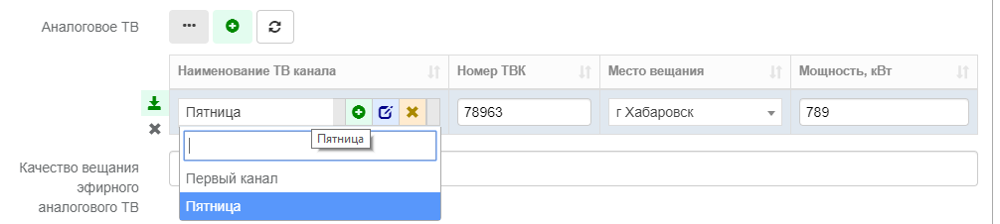 Аналоговое ТВ
Наименование ТВ канала Номер ТВК Место вещания Мощность, кВт
Пятница 78963 г Хабаровск 789
Пятница
Первый канал
Пятница
Качество вещания
эфирного
аналогового ТВ